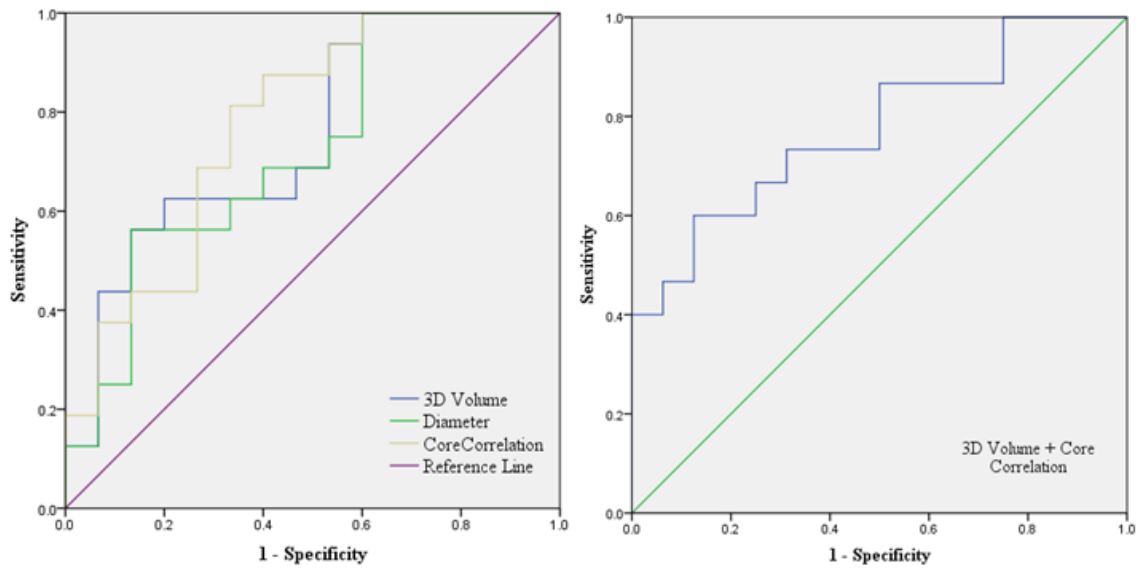 1.0
0.8
0.6
0.4
0.2
0.0
Sensitivity
3D Volume
Diameter
CoreCorrelation
Reference Line
0.0 0.2 0.4 0.6 0.8 1.0
1 - Specificity
1.0
0.8
0.6
0.4
0.2
0.0
Sensitivity
3D Volume + Core
Correlation
0.0 0.2 0.4 0.6 0.8 1.0
1 - Specificity